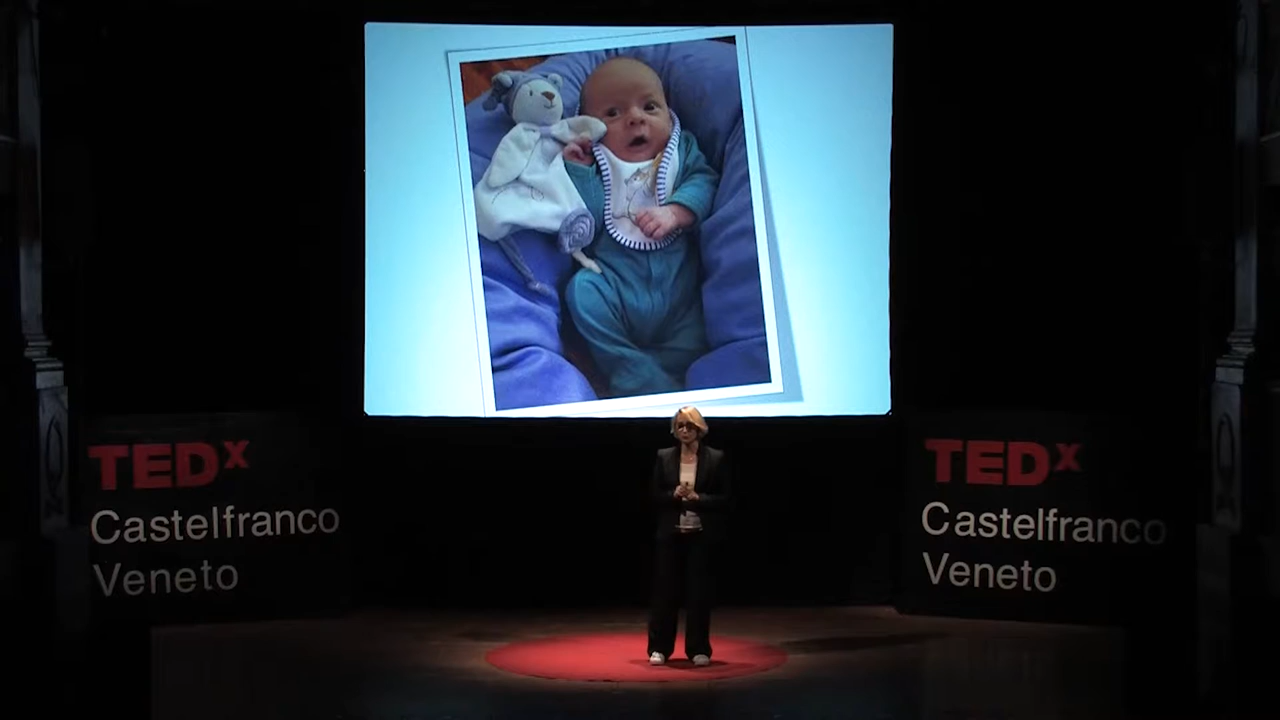 TEDx
Castelfranco
Veneto
TEDx
Castelfranco
Veneto